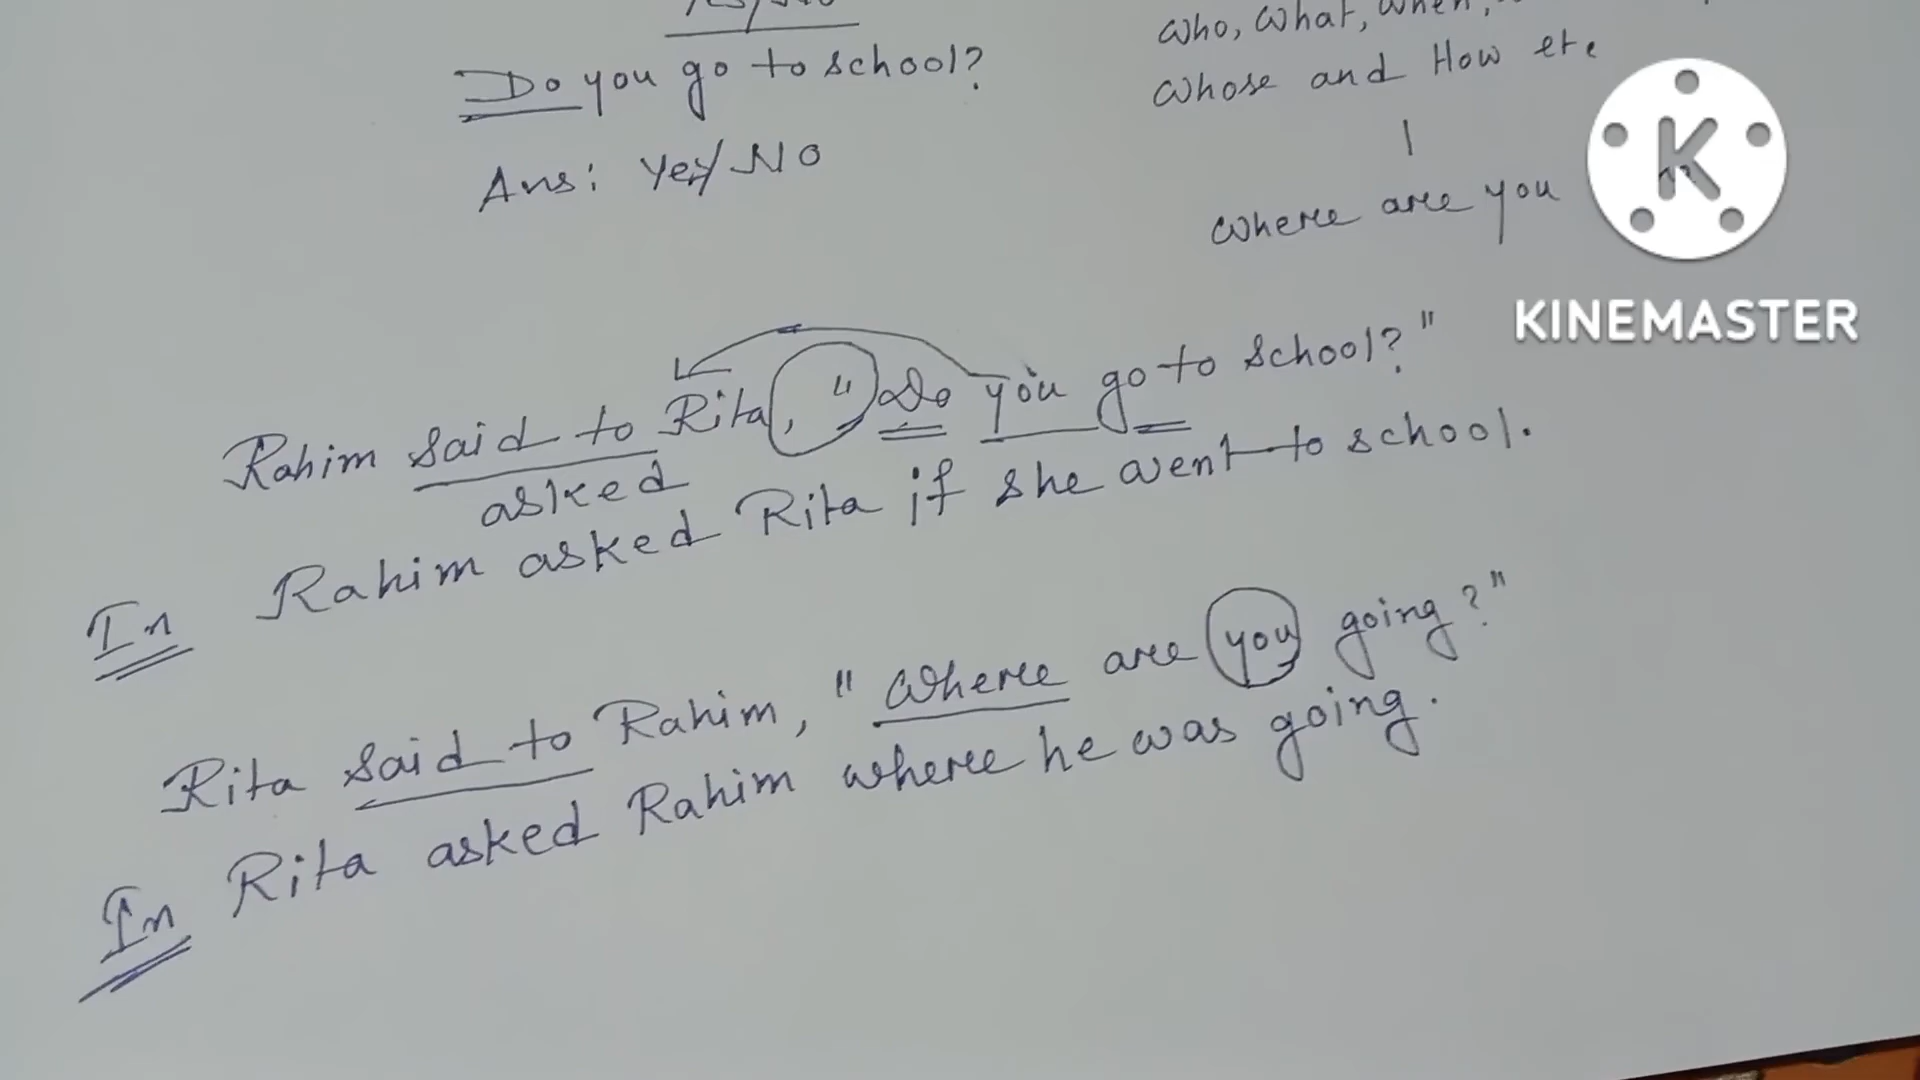 Do you go to school?
Ans: Yes/No
Who, What, When,
Whose and How etc
Where are you
KINEMASTER
Rahim said to Rita, "Do you go to school?"
asked
In Rahim asked Rita if she went to school.
Rita said to Rahim, "Where are you going?"
In Rita asked Rahim where he was going.